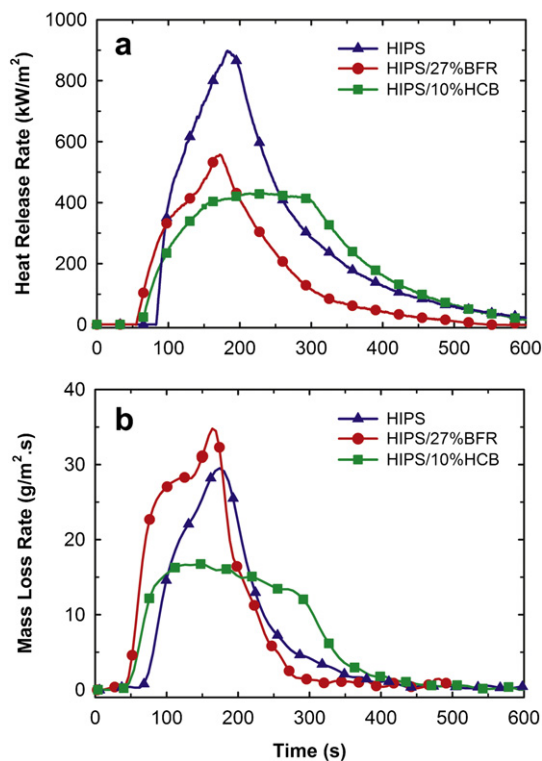 a
HIPS
HIPS/27%BFR
HIPS/10%HCB
Heat Release Rate (kW/m²)
1000
800
600
400
200
0
0 100 200 300 400 500 600
b
HIPS
HIPS/27%BFR
HIPS/10%HCB
Mass Loss Rate (g/m².s)
40
30
20
10
0
0 100 200 300 400 500 600
Time (s)